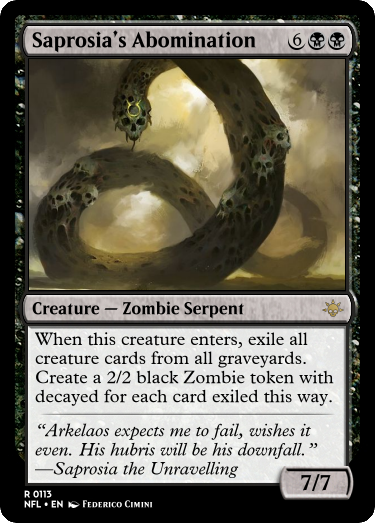 Saprosia's Abomination 6
Creature — Zombie Serpent
When this creature enters, exile all
creature cards from all graveyards.
Create a 2/2 black Zombie token with
decayed for each card exiled this way.
“Arkelaos expects me to fail, wishes it
even. His hubris will be his downfall.”
—Saprosia the Unravelling
7/7
R 0113
NFL • EN Federico Cimini